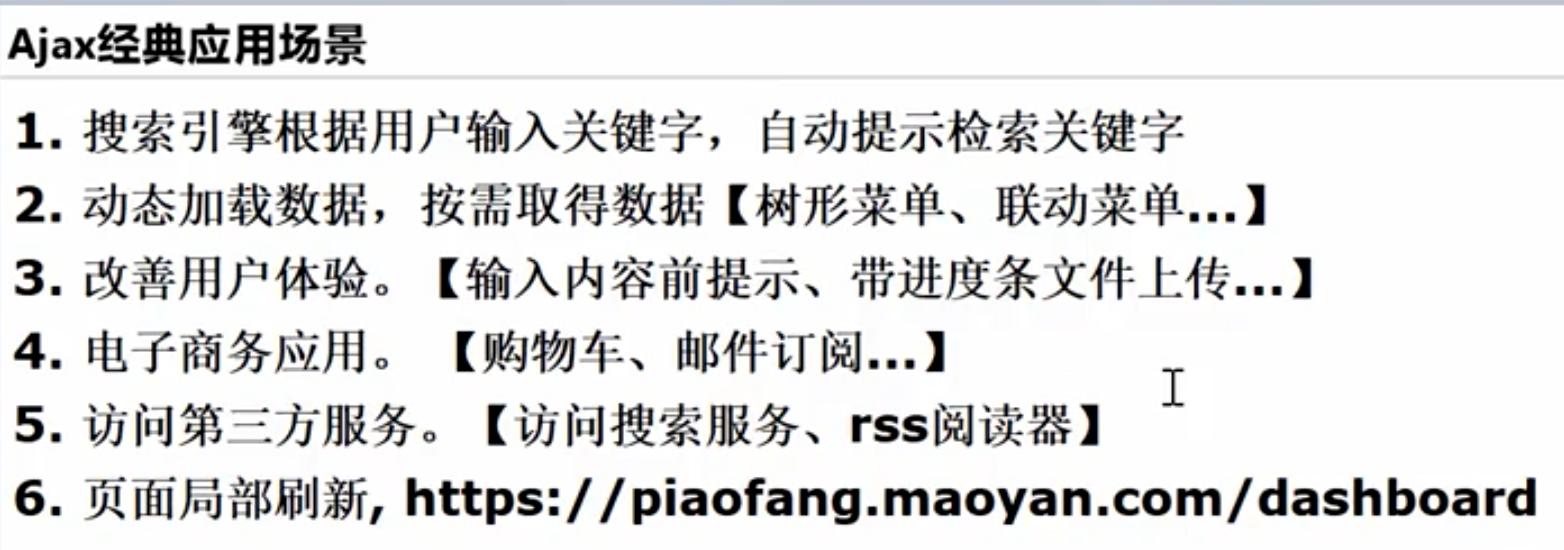 Ajax经典应用场景
1. 搜索引擎根据用户输入关键字，自动提示检索关键字
2. 动态加载数据，按需取得数据【树形菜单、联动菜单...】
3. 改善用户体验。【输入内容前提示、带进度条文件上传...】
4. 电子商务应用。 【购物车、邮件订阅...】
5. 访问第三方服务。【访问搜索服务、rss阅读器】
6. 页面局部刷新, https://piaofang.maoyan.com/dashboard